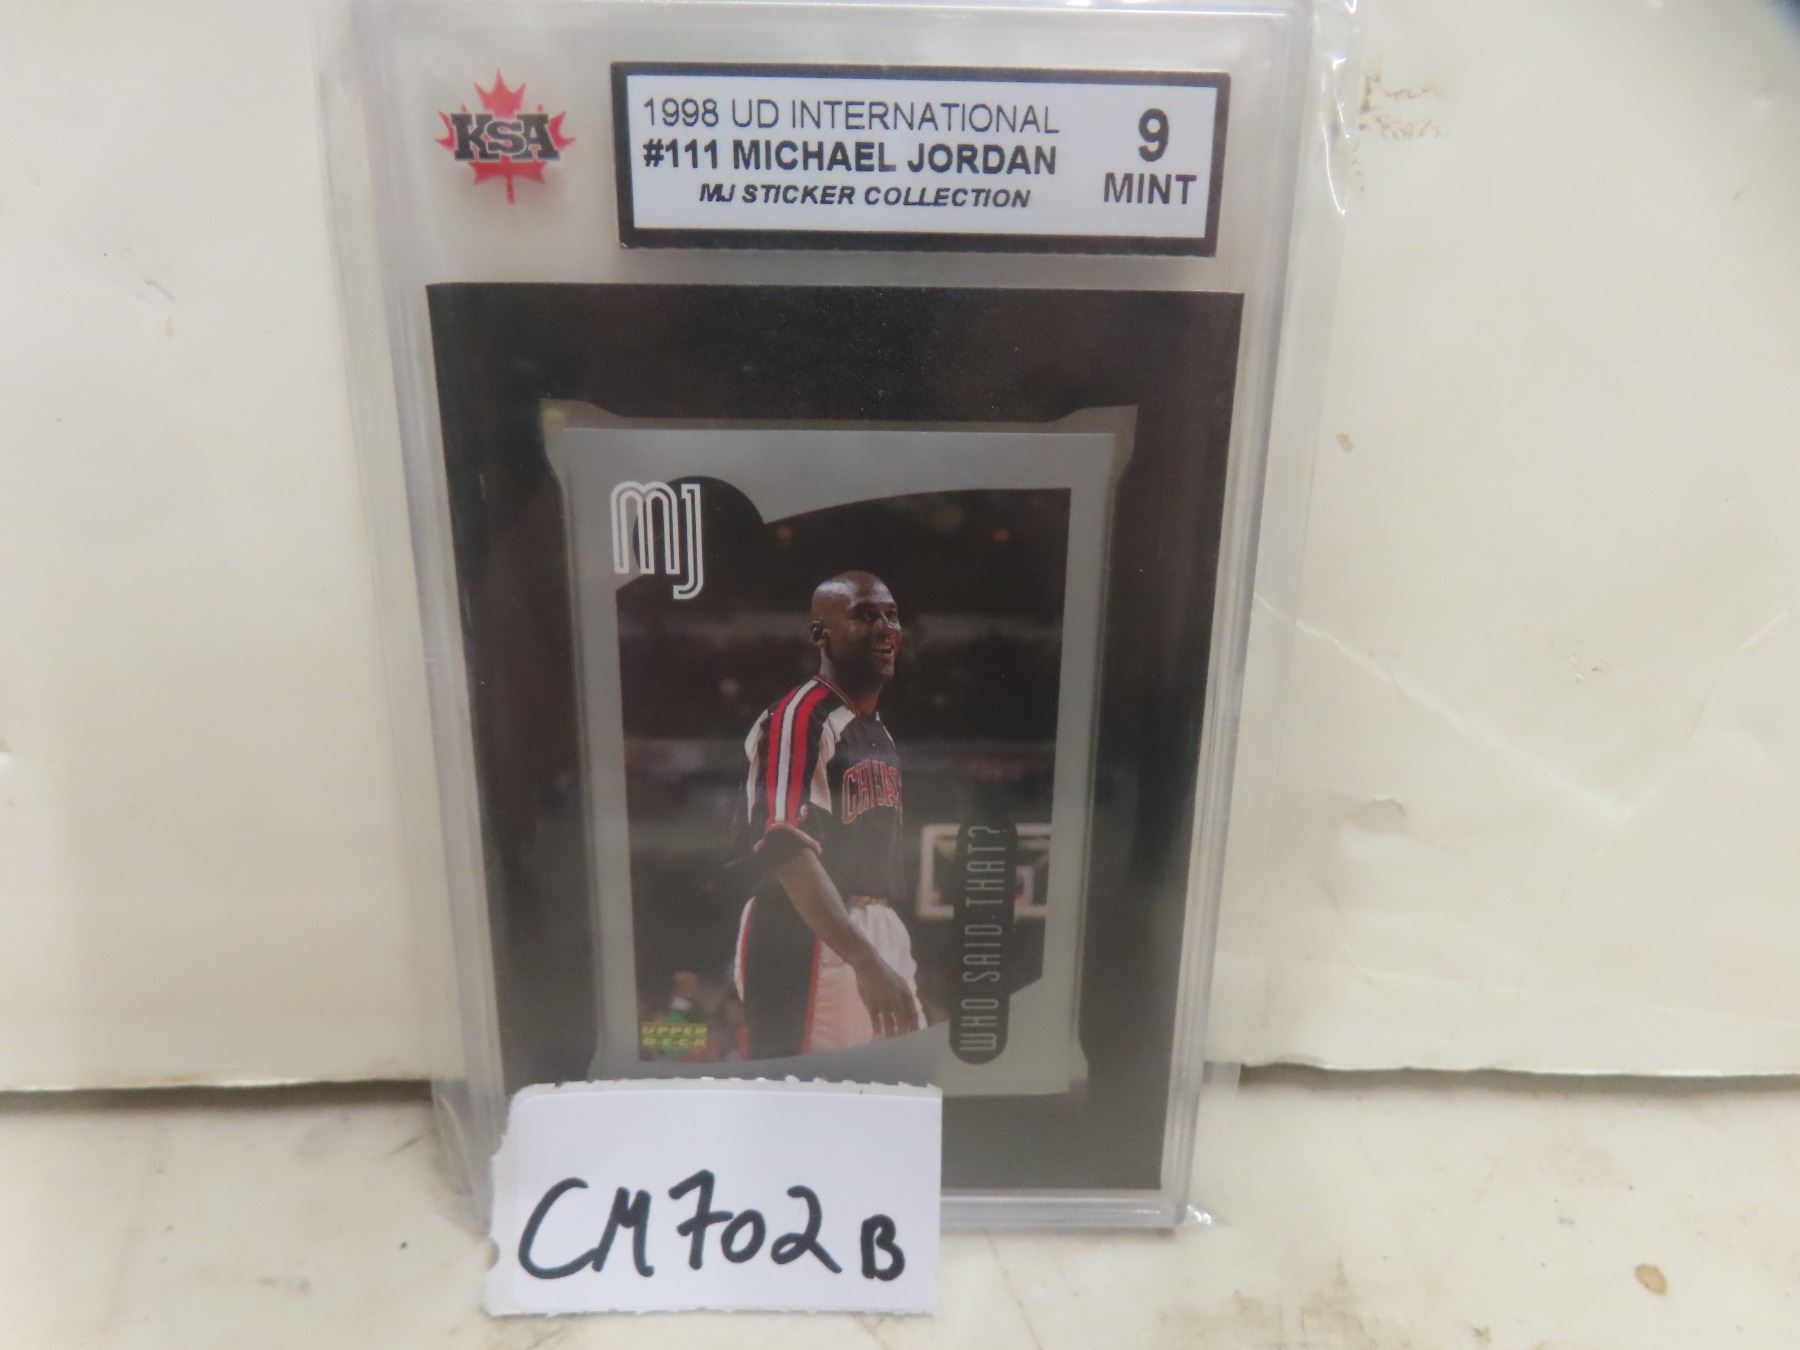 KSA
1998 UD INTERNATIONAL
#111 MICHAEL JORDAN
MJ STICKER COLLECTION
9
MINT
MJ
CHICAGO
WHO SAID THAT?
UPPER
DECK
CM702B